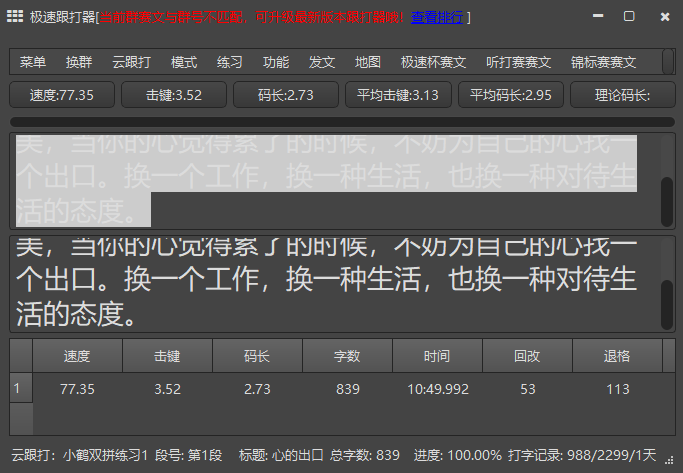 极速跟打器[当前群赛文与群号不匹配，可升级最新版本跟打器哦！查看排行 ]
菜单 换群 云跟打 模式 练习 功能 发文 地图 极速杯赛文 听打赛赛文 锦标赛赛文
速度:77.35 击键:3.52 码长:2.73 平均击键:3.13 平均码长:2.95 理论码长:
美，当你的心觉得累了的时候，不妨为自己的心找一
个出口。换一个工作，换一种生活，也换一种对待生
活的态度。
美，当你的心觉得累了的时候，不妨为自己的心找一
个出口。换一个工作，换一种生活，也换一种对待生
活的态度。
速度 击键 码长 字数 时间 回改 退格
1 77.35 3.52 2.73 839 10:49.992 53 113
云跟打：小鹤双拼练习1 段号: 第1段 标题: 心的出口 总字数: 839 进度: 100.00% 打字记录: 988/2299/1天